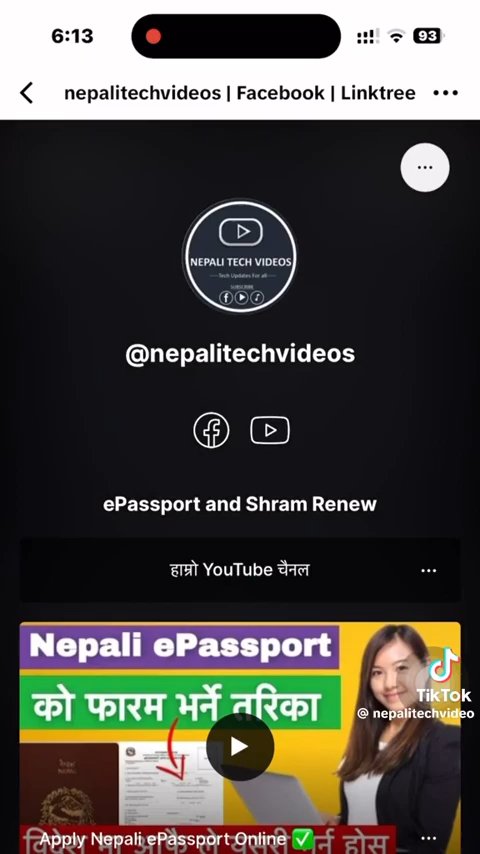 6:13
93
nepalitechvideos | Facebook | Linktree
NEPALI TECH VIDEOS
Tech Updates For all
SUBSCRIBE
@nepalitechvideos
ePassport and Shram Renew
हाम्रो YouTube चैनल
Nepali ePassport
को फारम भर्ने तरिका
TikTok
@ nepalitechvideo
Apply Nepali ePassport Online ✅